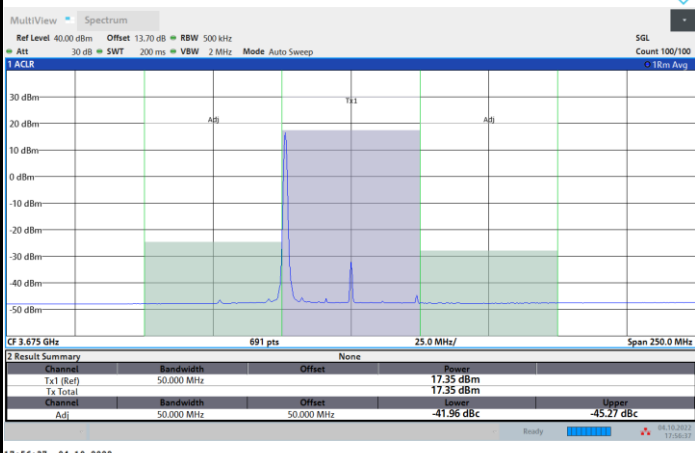 MultiView Spectrum
Ref Level 40.00 dBm Offset 13.70 dB RBW 500 kHz SGL
Att 30 dB SWT 200 ms VBW 2 MHz Mode Auto Sweep Count 100/100
1 ACLR 1Rm Avg
30 dBm
Tx1
20 dBm
Adj Adj
10 dBm
0 dBm
-10 dBm
-20 dBm
-30 dBm
-40 dBm
-50 dBm
CF 3.675 GHz 691 pts 25.0 MHz/ Span 250.0 MHz
2 Result Summary None
Channel Bandwidth Offset Power
Tx1 (Ref) 50.000 MHz 17.35 dBm
Tx Total 17.35 dBm
Channel Bandwidth Offset Lower Upper
Adj 50.000 MHz 50.000 MHz -41.96 dBc -45.27 dBc
Ready 04.10.2022
17:56:37